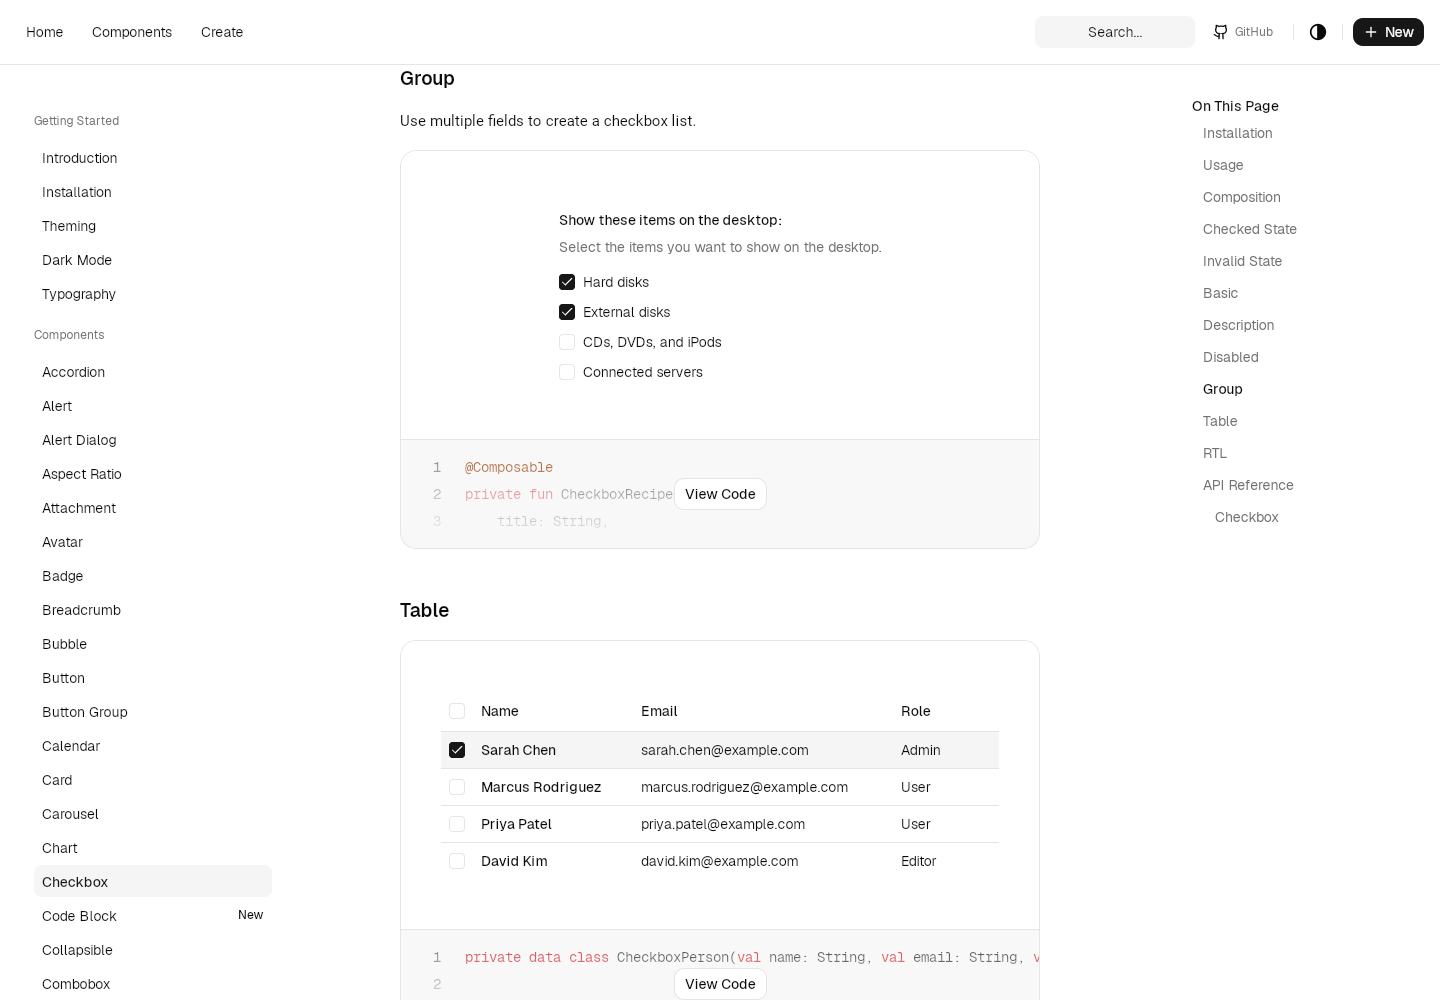 Home Components Create Search... GitHub New
Getting Started
Introduction
Installation
Theming
Dark Mode
Typography
Components
Accordion
Alert
Alert Dialog
Aspect Ratio
Attachment
Avatar
Badge
Breadcrumb
Bubble
Button
Button Group
Calendar
Card
Carousel
Chart
Checkbox
Code Block New
Collapsible
Combobox
Group
Use multiple fields to create a checkbox list.
Show these items on the desktop:
Select the items you want to show on the desktop.
Hard disks
External disks
CDs, DVDs, and iPods
Connected servers
1 @Composable
2 private fun CheckboxRecipe View Code
3 title: String,
Table
Name Email Role
Sarah Chen sarah.chen@example.com Admin
Marcus Rodriguez marcus.rodriguez@example.com User
Priya Patel priya.patel@example.com User
David Kim david.kim@example.com Editor
1 private data class CheckboxPerson(val name: String, val email: String, v
2 View Code
On This Page
Installation
Usage
Composition
Checked State
Invalid State
Basic
Description
Disabled
Group
Table
RTL
API Reference
Checkbox